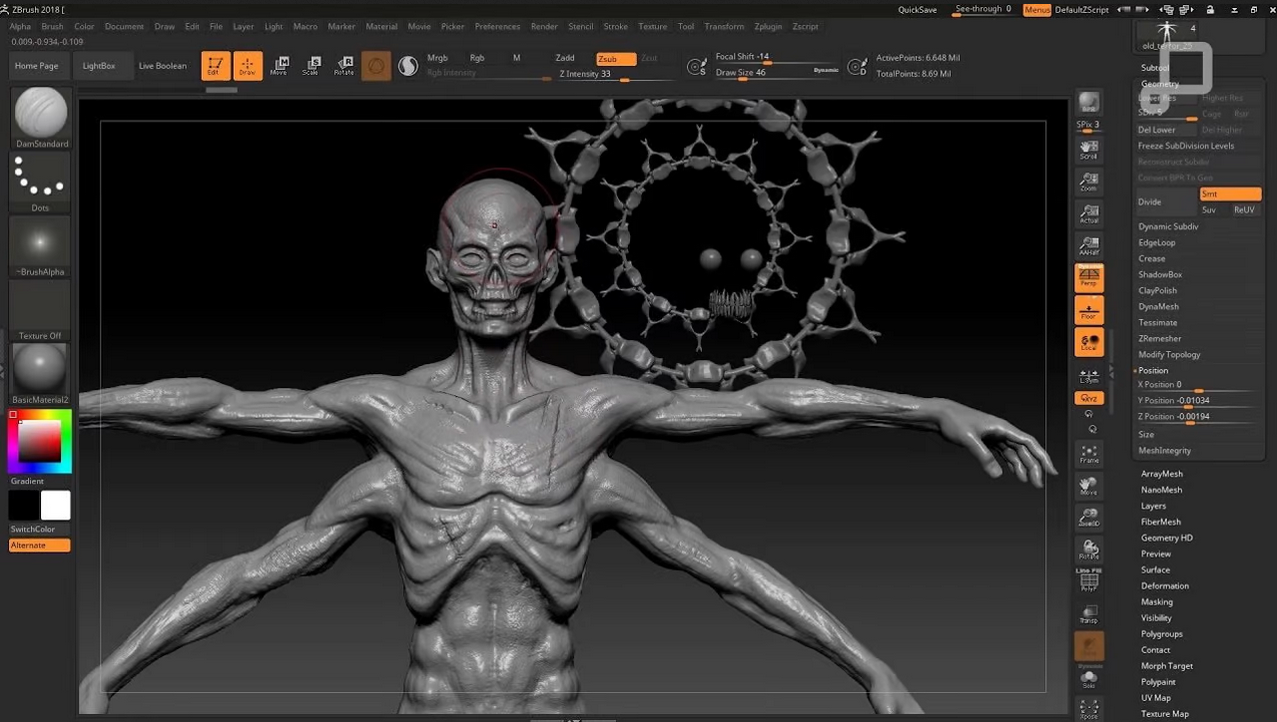 ZBrush 2018 [
QuickSave
See-through 0
Menus
DefaultZScript
Alpha Brush Color Document Draw Edit File Layer Light Macro Marker Material Movie Picker Preferences Render Stencil Stroke Texture Tool Transform Zplugin Zscript
0.009,-0.934,-0.109
Home Page
LightBox
Live Boolean
Edit
Draw
Move
Scale
Rotate
Mrgb
Rgb
M
Rgb Intensity
Zadd
Zsub
Zcut
Z Intensity 33
Focal Shift -14
Draw Size 46
Dynamic
S
D
ActivePoints: 6.648 Mil
TotalPoints: 8.69 Mil
DamStandard
Dots
~BrushAlpha
Texture Off
BasicMaterial2
Gradient
SwitchColor
Alternate
SPix 3
Scroll
Zoom
Actual
AAHalf
Persp
Floor
Local
L.Sym
Frame
Move
Zoom3D
Rotate
Line Fill
PolyF
Transp
Solo
Xpose
4
Subtool
Geometry
Lower Res
Higher Res
Cage
Del Lower
Del Higher
Freeze SubDivision Levels
Reconstruct Subdiv
Convert BPR To Geo
Divide
Smt
Suv
ReUV
Dynamic Subdiv
EdgeLoop
Crease
ShadowBox
ClayPolish
DynaMesh
Tessimate
ZRemesher
Modify Topology
Position
X Position 0
Y Position -0.01034
Z Position -0.00194
Size
MeshIntegrity
ArrayMesh
NanoMesh
Layers
FiberMesh
Geometry HD
Preview
Surface
Deformation
Masking
Visibility
Polygroups
Contact
Morph Target
Polypaint
UV Map
Texture Map